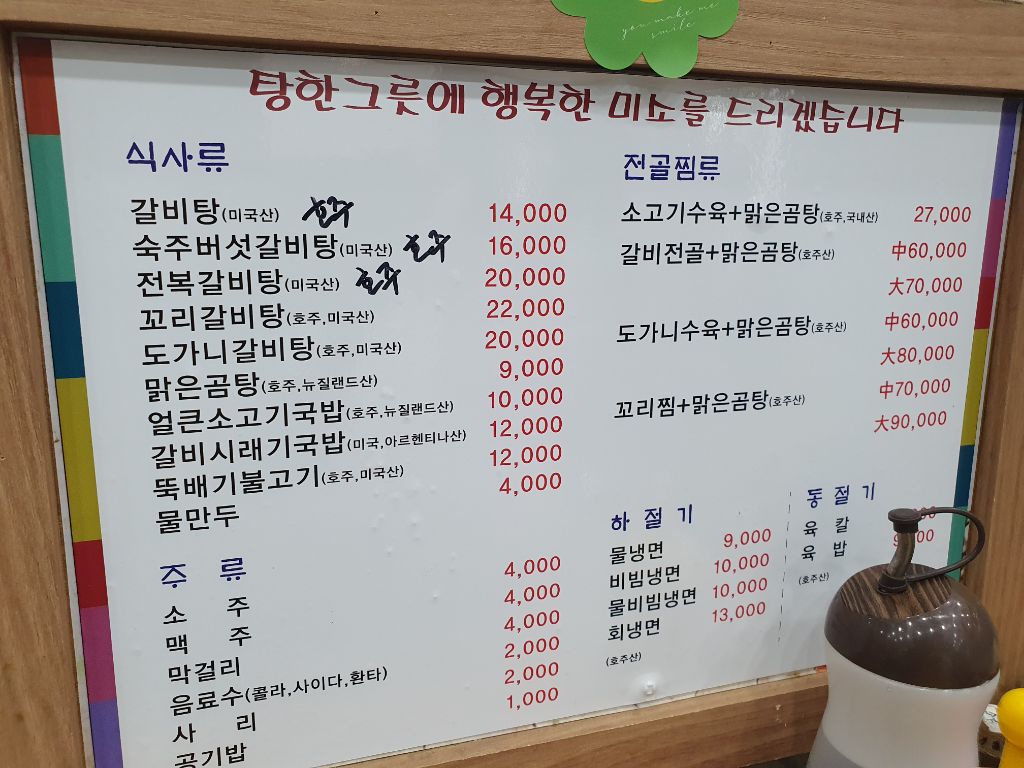 you make me
smile
탕한그릇에 행복한 미소를 드리겠습니다
식사류
갈비탕(미국산) 호주 14,000
숙주버섯갈비탕(미국산) 호주 16,000
전복갈비탕(미국산) 호주 20,000
꼬리갈비탕(호주,미국산) 22,000
도가니갈비탕(호주,미국산) 20,000
맑은곰탕(호주,뉴질랜드산) 9,000
얼큰소고기국밥(호주,뉴질랜드산) 10,000
갈비시래기국밥(미국,아르헨티나산) 12,000
뚝배기불고기(호주,미국산) 12,000
물만두 4,000
주 류
소 주 4,000
맥 주 4,000
막걸리 4,000
음료수(콜라,사이다,환타) 2,000
사 리 2,000
공기밥 1,000
전골찜류
소고기수육+맑은곰탕(호주,국내산) 27,000
갈비전골+맑은곰탕(호주산) 中60,000
大70,000
도가니수육+맑은곰탕(호주산) 中60,000
大80,000
꼬리찜+맑은곰탕(호주산) 中70,000
大90,000
하 절 기
물냉면 9,000
비빔냉면 10,000
물비빔냉면 10,000
회냉면 13,000
(호주산)
동 절 기
육 칼
육 밥
(호주산)